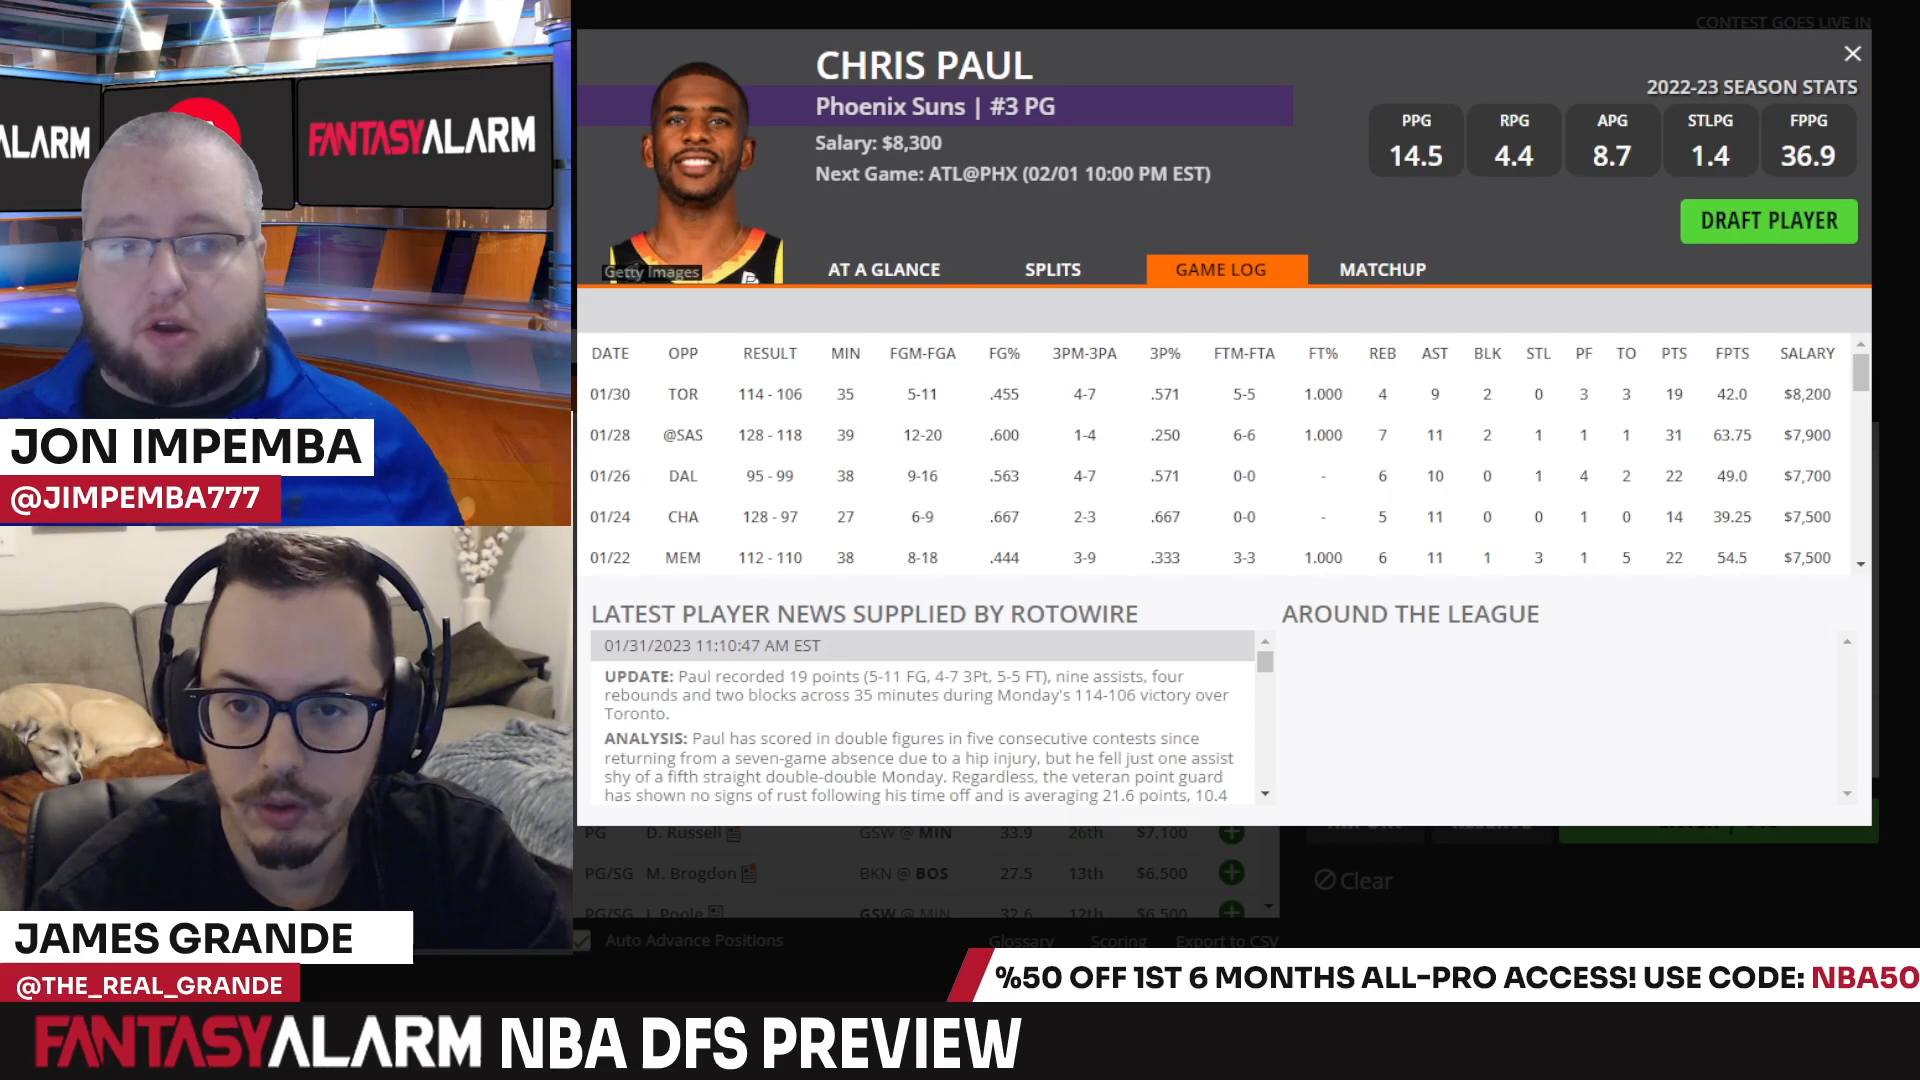 CONTEST GOES LIVE IN
ALARM
FANTASYALARM
CHRIS PAUL
Phoenix Suns | #3 PG
Salary: $8,300
Next Game: ATL@PHX (02/01 10:00 PM EST)
Getty Images
2022-23 SEASON STATS
PPG RPG APG STLPG FPPG
14.5 4.4 8.7 1.4 36.9
DRAFT PLAYER
AT A GLANCE SPLITS GAME LOG MATCHUP
DATE OPP RESULT MIN FGM-FGA FG% 3PM-3PA 3P% FTM-FTA FT% REB AST BLK STL PF TO PTS FPTS SALARY
01/30 TOR 114 - 106 35 5-11 .455 4-7 .571 5-5 1.000 4 9 2 0 3 3 19 42.0 $8,200
01/28 @SAS 128 - 118 39 12-20 .600 1-4 .250 6-6 1.000 7 11 2 1 1 1 31 63.75 $7,900
01/26 DAL 95 - 99 38 9-16 .563 4-7 .571 0-0 - 6 10 0 1 4 2 22 49.0 $7,700
01/24 CHA 128 - 97 27 6-9 .667 2-3 .667 0-0 - 5 11 0 0 1 0 14 39.25 $7,500
01/22 MEM 112 - 110 38 8-18 .444 3-9 .333 3-3 1.000 6 11 1 3 1 5 22 54.5 $7,500
LATEST PLAYER NEWS SUPPLIED BY ROTOWIRE
01/31/2023 11:10:47 AM EST
UPDATE: Paul recorded 19 points (5-11 FG, 4-7 3Pt, 5-5 FT), nine assists, four
rebounds and two blocks across 35 minutes during Monday's 114-106 victory over
Toronto.
ANALYSIS: Paul has scored in double figures in five consecutive contests since
returning from a seven-game absence due to a hip injury, but he fell just one assist
shy of a fifth straight double-double Monday. Regardless, the veteran point guard
has shown no signs of rust following his time off and is averaging 21.6 points, 10.4
AROUND THE LEAGUE
PG D. Russell GSW @ MIN 33.9 26th $7,100
PG/SG M. Brogdon BKN @ BOS 27.5 13th $6,500
PG/SG J. Poole GSW @ MIN 32.6 12th $6,500
Clear
Auto Advance Positions
Glossary Scoring Export to CSV
JON IMPEMBA
@JIMPEMBA777
JAMES GRANDE
@THE_REAL_GRANDE
%50 OFF 1ST 6 MONTHS ALL-PRO ACCESS! USE CODE: NBA50
FANTASYALARM NBA DFS PREVIEW